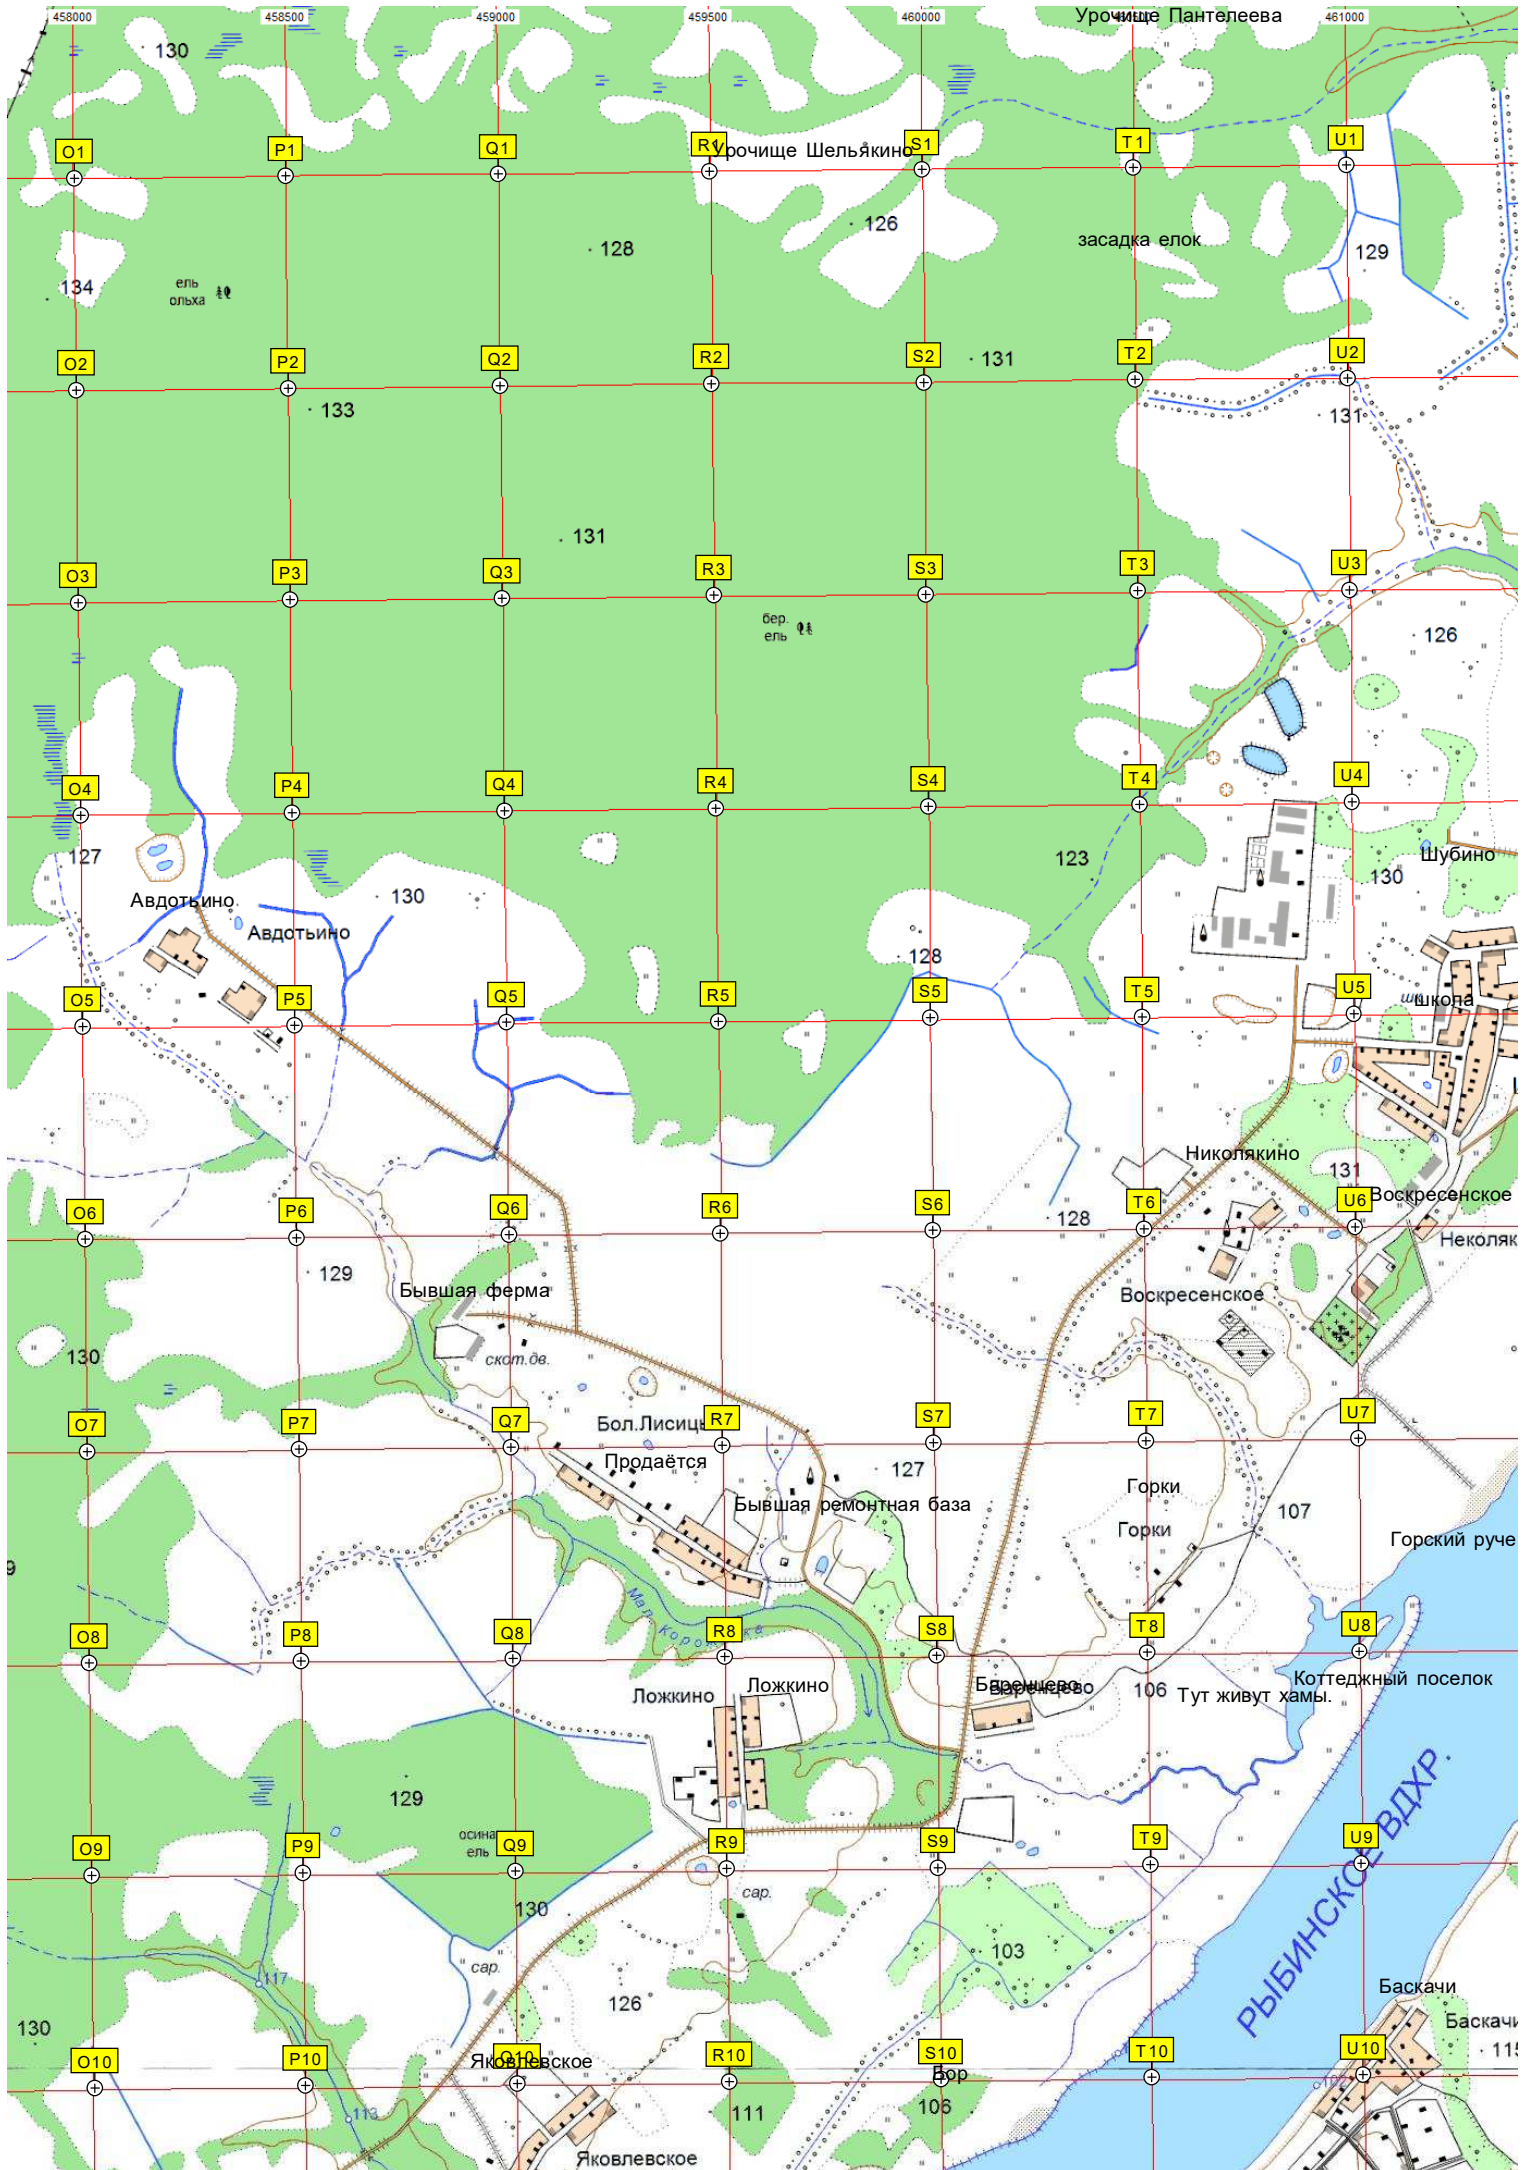 458000 458500 459000 459500 460000 461000
Урочище Пантелеева
130
O1 P1 Q1 S1 T1 U1
Урочище Шельякино
126
128
засадка елок
129
134
ель
ольха
O2 P2 Q2 R2 S2 T2 U2
131
133
131
131
O3 P3 Q3 R3 S3 T3 U3
бер.
ель
126
O4 P4 Q4 R4 S4 T4 U4
127
123
Шубино
130
Авдотьино
130
Авдотьино
128
O5 P5 Q5 R5 S5 T5 U5
школа
Николякино
131
Воскресенское
O6 P6 Q6 R6 S6 T6 U6
128
Неколяк
129
Бывшая ферма
Воскресенское
130
скот.дв.
O7 P7 Q7 R7 S7 T7 U7
Бол.Лисиц
Продаётся
127
Горки
Бывшая ремонтная база
107
Горки
Горский руче
9
Мал.
O8 P8 Q8 R8 S8 T8 U8
Коттеджный поселок
Ложкино
Ложкино
Баренцево
106
Тут живут хамы.
129
РЫБИНСКОЕ ВДХР.
осина
ель
O9 P9 Q9 R9 S9 T9 U9
сар.
130
103
сар.
117
126
Баскачи
130
Баскачи
115
O10 P10 Q10 R10 S10 T10 U10
Яковлевское
Бор
113
111
106
Яковлевское